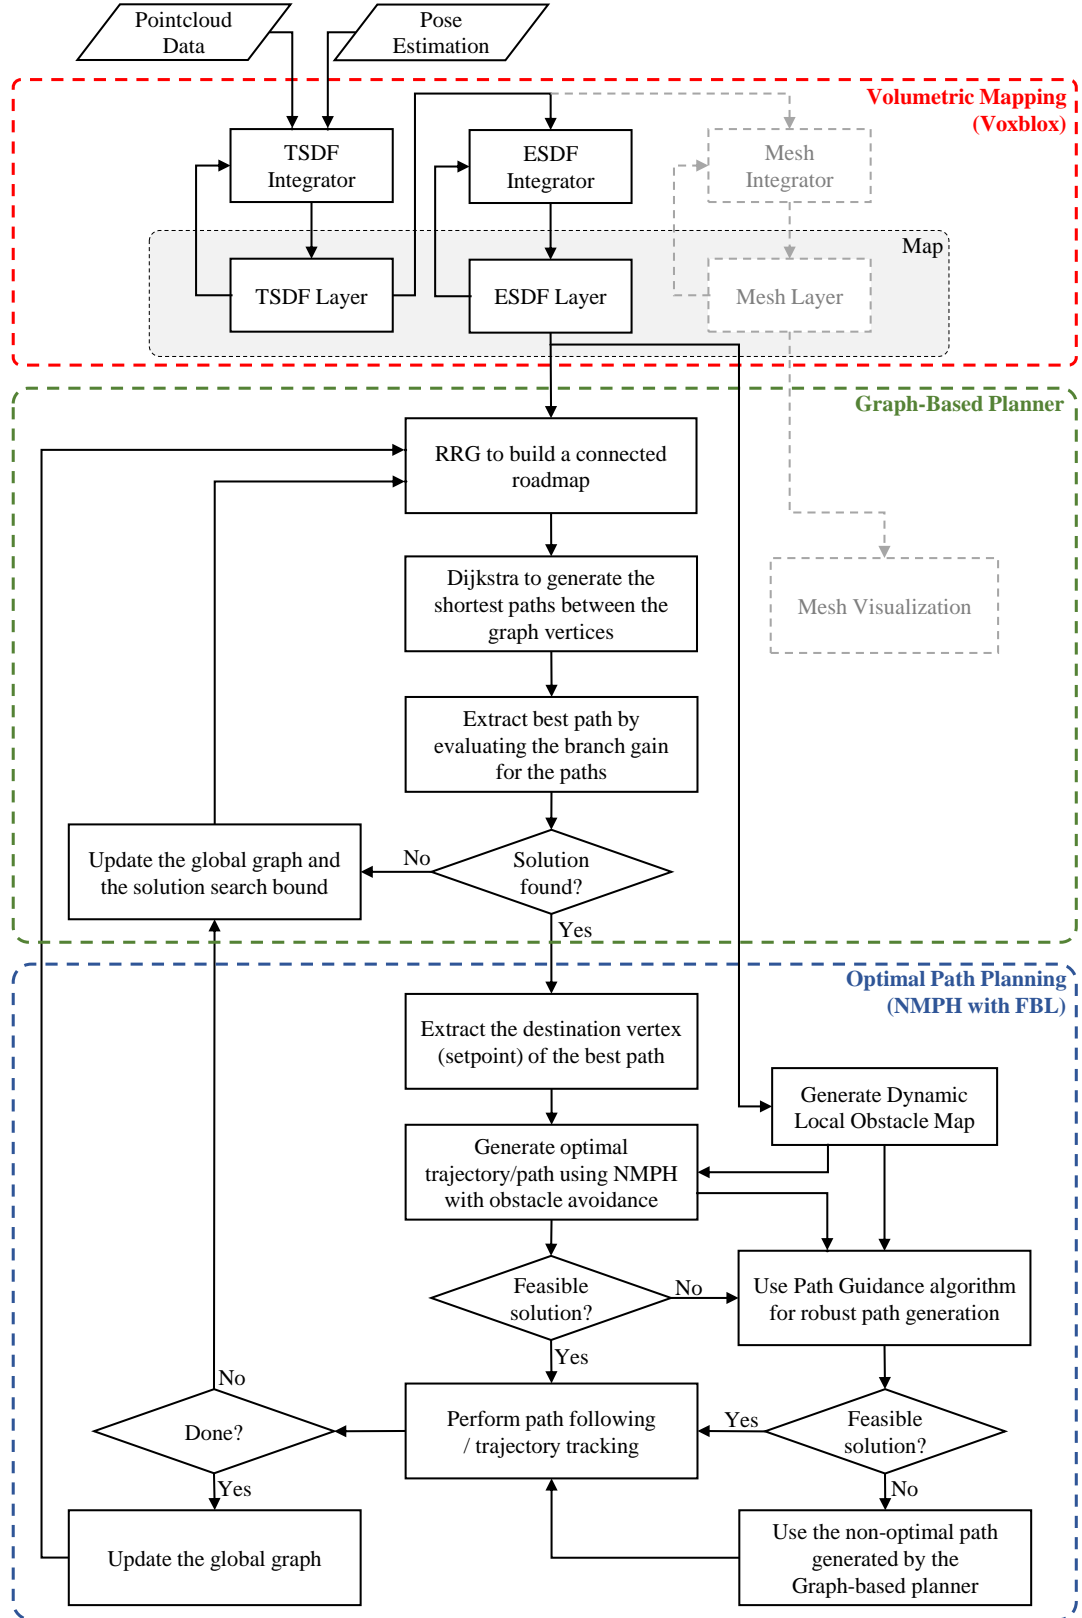 Pointcloud
Data
Pose
Estimation
Volumetric Mapping
(Voxblox)
TSDF
Integrator
ESDF
Integrator
Mesh
Integrator
Map
TSDF Layer
ESDF Layer
Mesh Layer
Graph-Based Planner
RRG to build a connected
roadmap
Dijkstra to generate the
shortest paths between the
graph vertices
Mesh Visualization
Extract best path by
evaluating the branch gain
for the paths
Update the global graph and
the solution search bound
No
Solution
found?
Yes
Optimal Path Planning
(NMPH with FBL)
Extract the destination vertex
(setpoint) of the best path
Generate Dynamic
Local Obstacle Map
Generate optimal
trajectory/path using NMPH
with obstacle avoidance
Feasible
solution?
No
Use Path Guidance algorithm
for robust path generation
Yes
No
Done?
Perform path following
/ trajectory tracking
Yes
Feasible
solution?
Yes
No
Update the global graph
Use the non-optimal path
generated by the
Graph-based planner